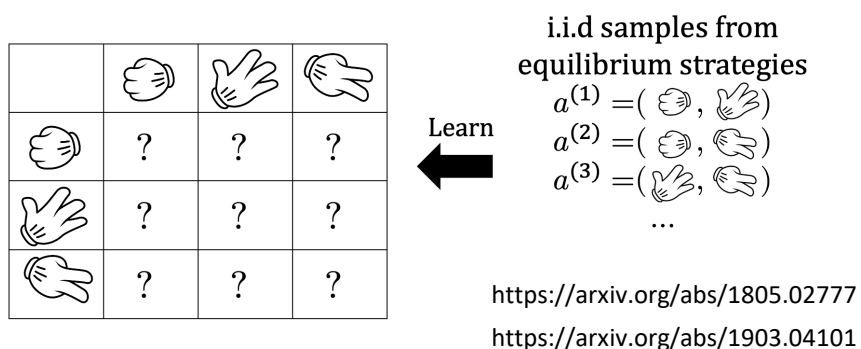 i.i.d samples from
equilibrium strategies
a^(1) =( , )
a^(2) =( , )
a^(3) =( , )
...
Learn
? ? ?
? ? ?
? ? ?
https://arxiv.org/abs/1805.02777
https://arxiv.org/abs/1903.04101